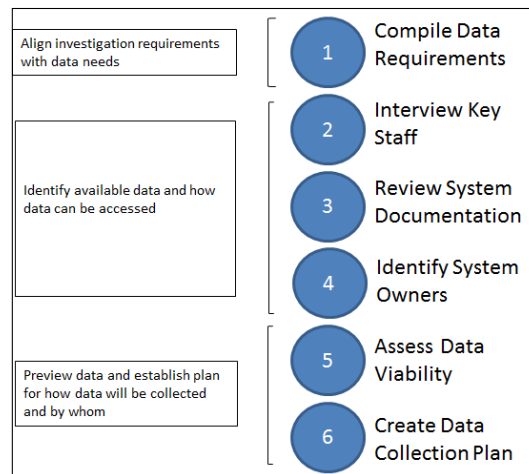 Align investigation requirements
with data needs
1
Compile Data
Requirements
Identify available data and how
data can be accessed
2
Interview Key
Staff
3
Review System
Documentation
4
Identify System
Owners
Preview data and establish plan
for how data will be collected
and by whom
5
Assess Data
Viability
6
Create Data
Collection Plan